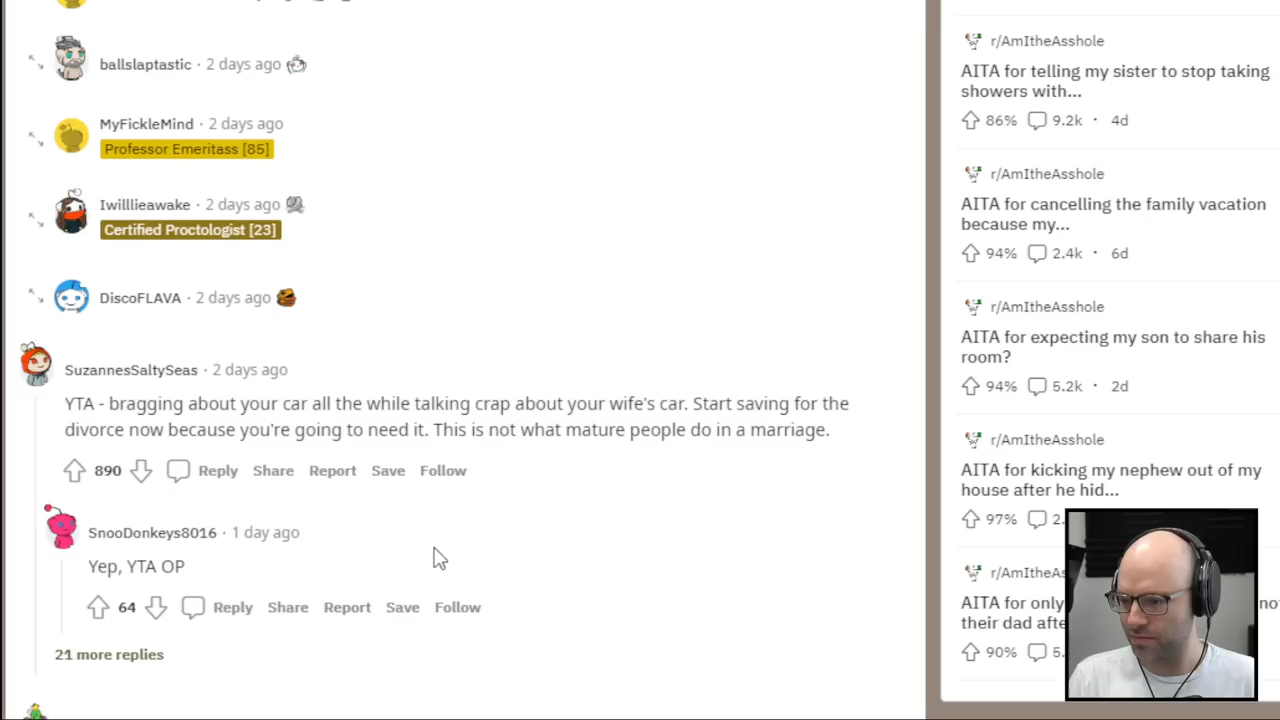 ballslaptastic · 2 days ago
MyFickleMind · 2 days ago
Professor Emeritass [85]
Iwilllieawake · 2 days ago
Certified Proctologist [23]
DiscoFLAVA · 2 days ago
SuzannesSaltySeas · 2 days ago
YTA - bragging about your car all the while talking crap about your wife's car. Start saving for the
divorce now because you're going to need it. This is not what mature people do in a marriage.
890 Reply Share Report Save Follow
SnooDonkeys8016 · 1 day ago
Yep, YTA OP
64 Reply Share Report Save Follow
21 more replies
r/AmItheAsshole
AITA for telling my sister to stop taking
showers with...
86% 9.2k · 4d
r/AmItheAsshole
AITA for cancelling the family vacation
because my...
94% 2.4k · 6d
r/AmItheAsshole
AITA for expecting my son to share his
room?
94% 5.2k · 2d
r/AmItheAsshole
AITA for kicking my nephew out of my
house after he hid...
97% 2.
r/AmItheAs
AITA for only
their dad afte
90% 5.